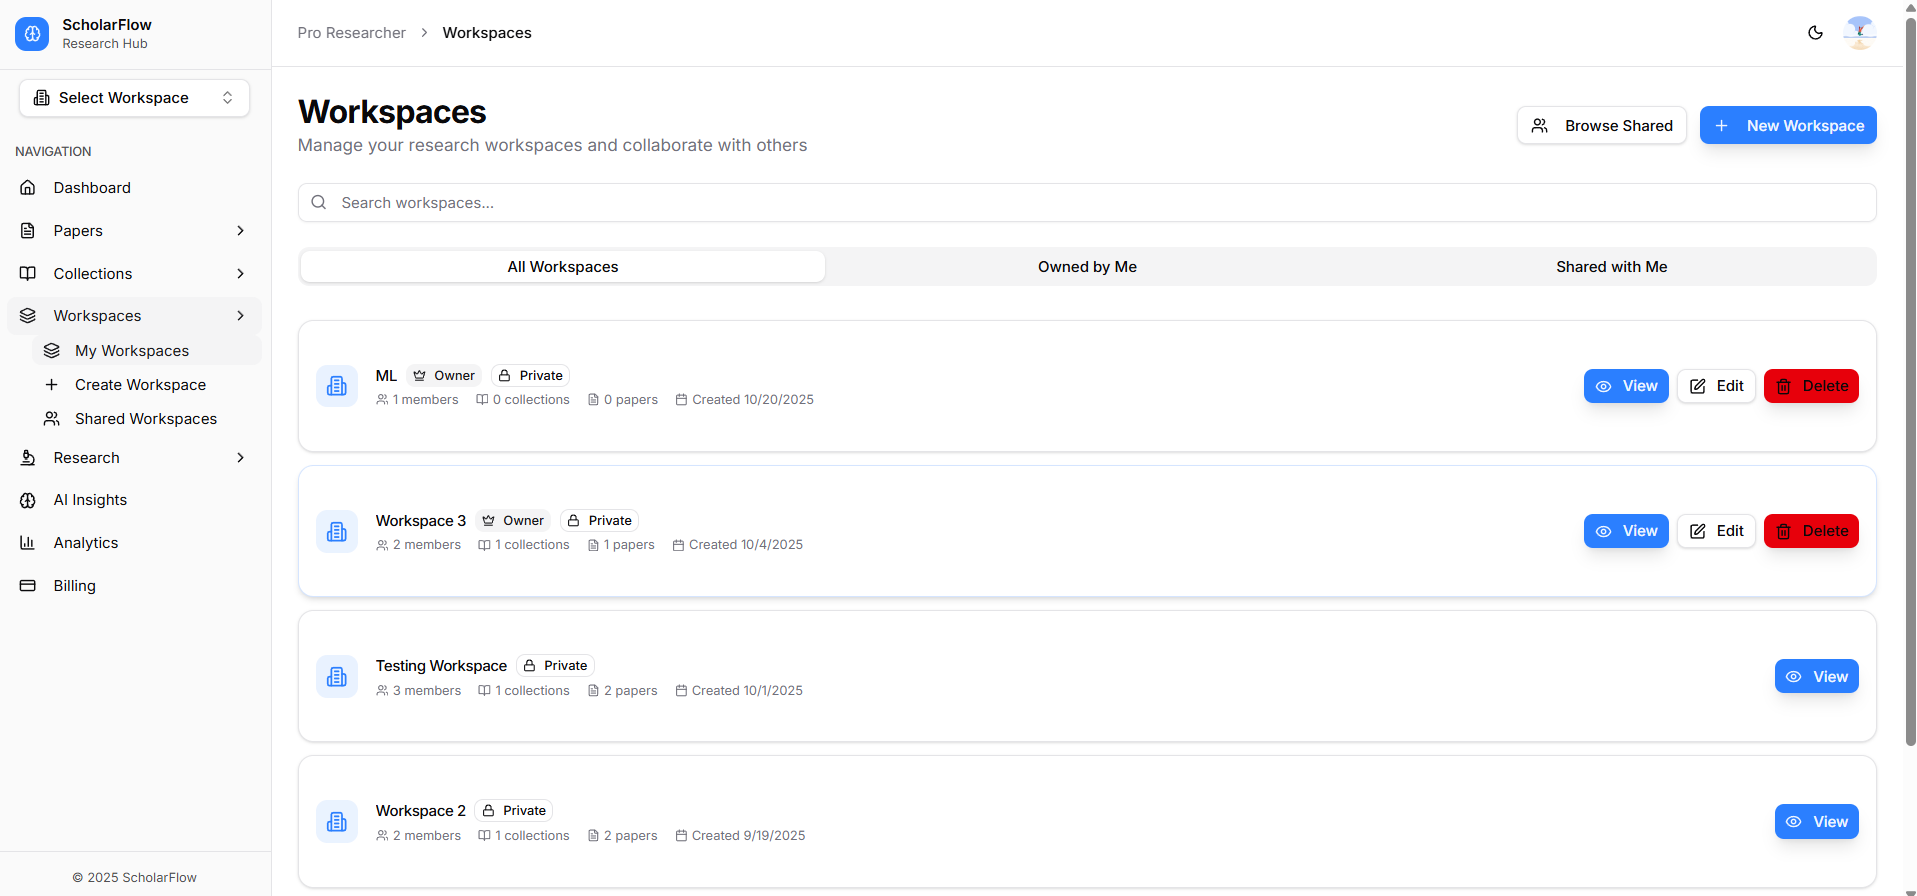 ScholarFlow
Research Hub
Select Workspace
NAVIGATION
Dashboard
Papers
Collections
Workspaces
My Workspaces
Create Workspace
Shared Workspaces
Research
AI Insights
Analytics
Billing
© 2025 ScholarFlow
Pro Researcher > Workspaces
Workspaces
Manage your research workspaces and collaborate with others
Browse Shared
New Workspace
Search workspaces...
All Workspaces Owned by Me Shared with Me
ML Owner Private
1 members 0 collections 0 papers Created 10/20/2025
View Edit Delete
Workspace 3 Owner Private
2 members 1 collections 1 papers Created 10/4/2025
View Edit Delete
Testing Workspace Private
3 members 1 collections 2 papers Created 10/1/2025
View
Workspace 2 Private
2 members 1 collections 2 papers Created 9/19/2025
View